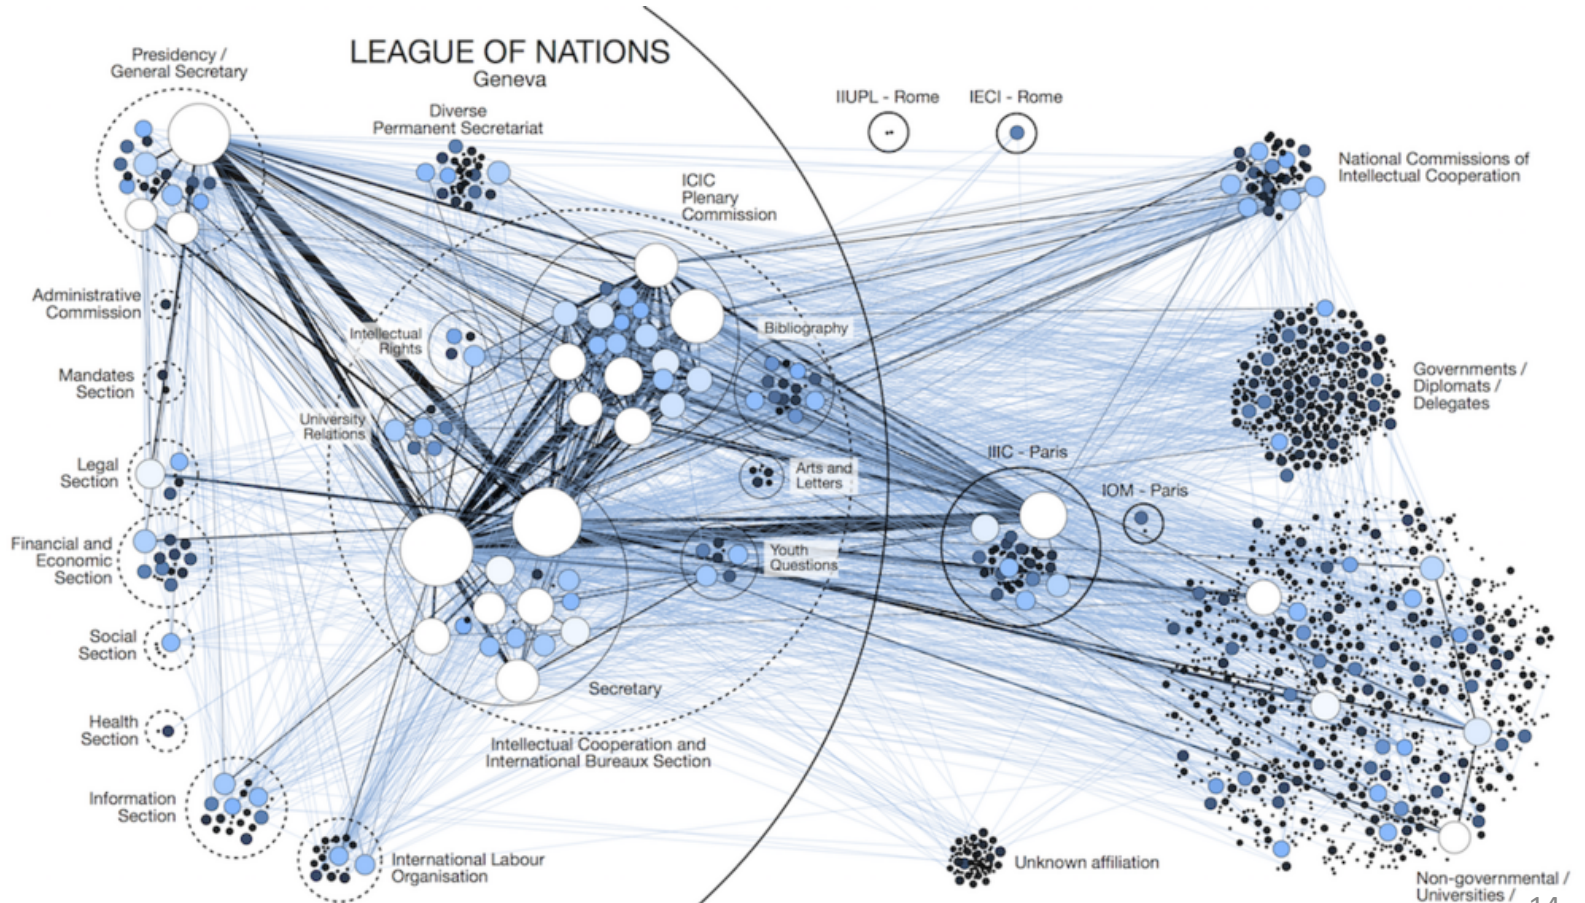 LEAGUE OF NATIONS
Geneva
Presidency /
General Secretary
Diverse
Permanent Secretariat
IIUPL - Rome
IECI - Rome
National Commissions of
Intellectual Cooperation
ICIC
Plenary
Commission
Administrative
Commission
Intellectual
Rights
Bibliography
Mandates
Section
Governments /
Diplomats /
Delegates
University
Relations
Legal
Section
Arts and
Letters
IIIC - Paris
IOM - Paris
Financial and
Economic
Section
Youth
Questions
Social
Section
Secretary
Health
Section
Intellectual Cooperation and
International Bureaux Section
Information
Section
International Labour
Organisation
Unknown affiliation
Non-governmental /
Universities /
14